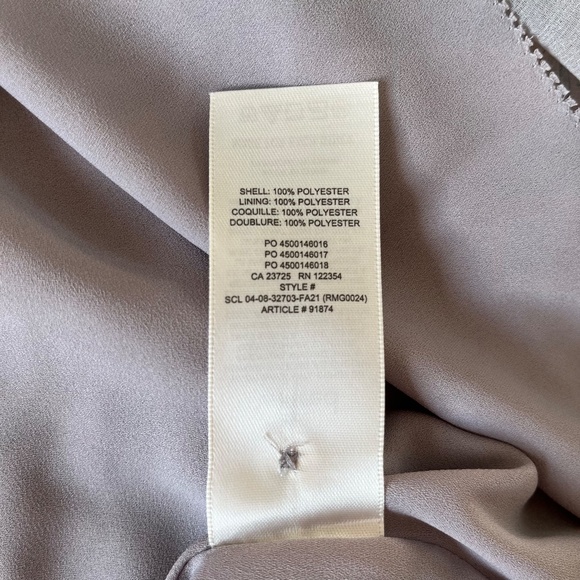 SHELL: 100% POLYESTER
LINING: 100% POLYESTER
COQUILLE: 100% POLYESTER
DOUBLURE: 100% POLYESTER
PO 4500146016
PO 4500146017
PO 4500146018
CA 23725 RN 122354
STYLE #
SCL 04-08-32703-FA21 (RMG0024)
ARTICLE # 91874